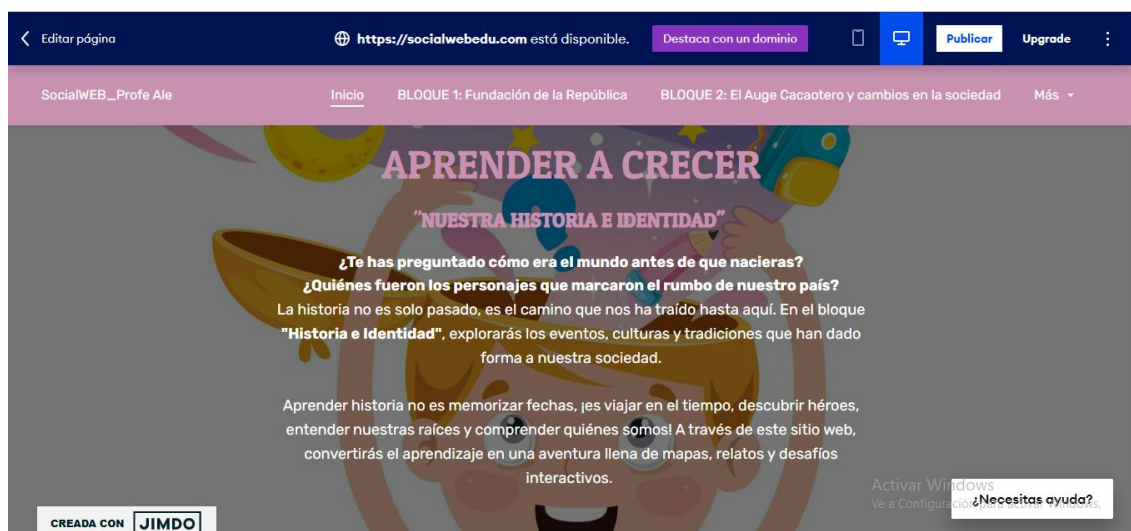 Editar página
https://socialwebedu.com está disponible.
Destaca con un dominio
Publicar
Upgrade
SocialWEB_Profe Ale
Inicio
BLOQUE 1: Fundación de la República
BLOQUE 2: El Auge Cacaotero y cambios en la sociedad
Más
APRENDER A CRECER
"NUESTRA HISTORIA E IDENTIDAD"
¿Te has preguntado cómo era el mundo antes de que nacieras?
¿Quiénes fueron los personajes que marcaron el rumbo de nuestro país?
La historia no es solo pasado, es el camino que nos ha traído hasta aquí. En el bloque
"Historia e Identidad", explorarás los eventos, culturas y tradiciones que han dado
forma a nuestra sociedad.
Aprender historia no es memorizar fechas, ¡es viajar en el tiempo, descubrir héroes,
entender nuestras raíces y comprender quiénes somos! A través de este sitio web,
convertirás el aprendizaje en una aventura llena de mapas, relatos y desafíos
interactivos.
Activar Windows
Ve a Configuración para activar Windows.
¿Necesitas ayuda?
CREADA CON JIMDO